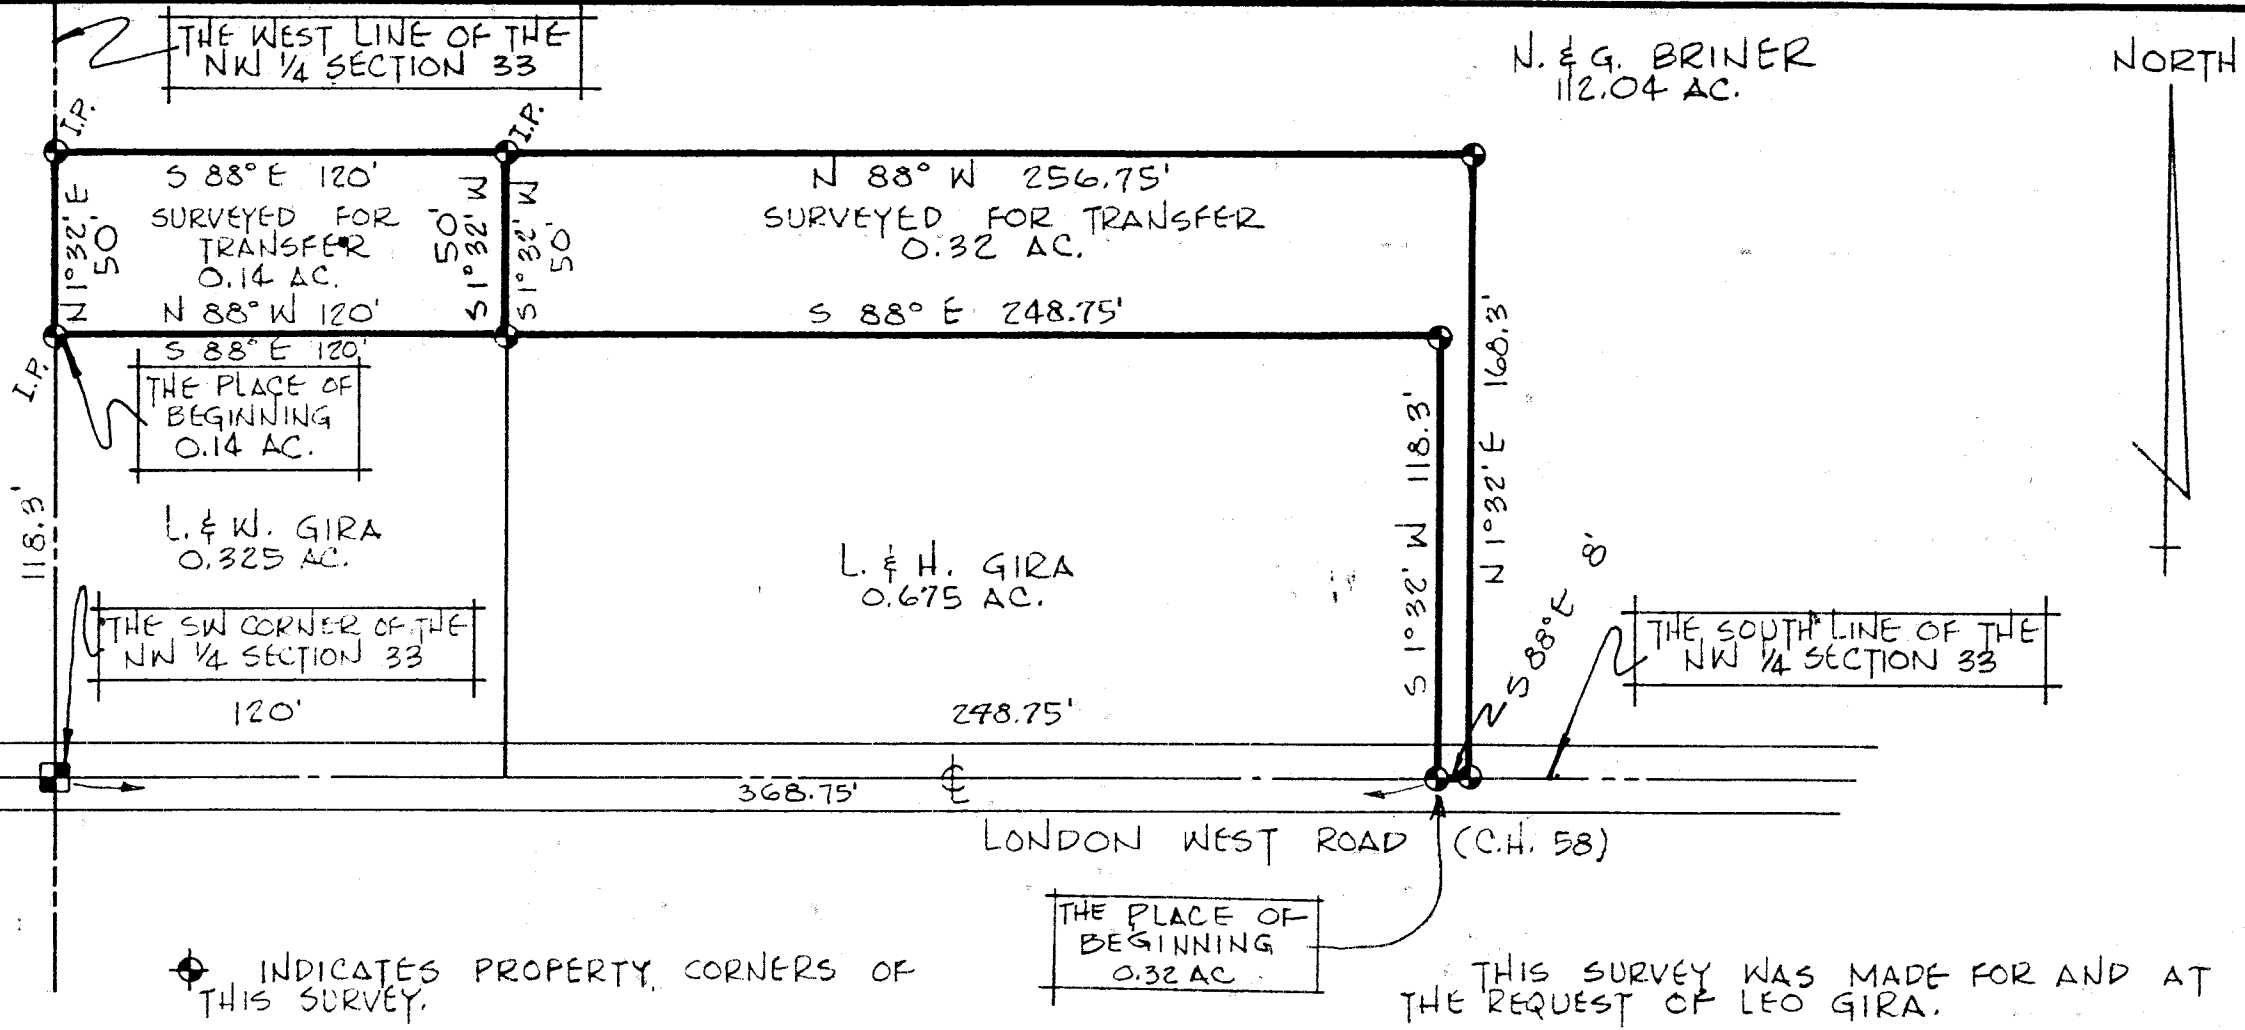 THE WEST LINE OF THE
NW 1/4 SECTION 33
N. & G. BRINER
112.04 AC.
NORTH
I.P.
I.P.
S 88° E 120'
N 88° W 256.75'
N 1°32' E
50'
SURVEYED FOR
TRANSFER
0.14 AC.
50'
S 1°32' W
S 1°32' W
50'
SURVEYED FOR TRANSFER
0.32 AC.
N 88° W 120'
S 88° E 248.75'
S 88° E 120'
I.P.
THE PLACE OF
BEGINNING
0.14 AC.
118.3'
L. & W. GIRA
0.325 AC.
L. & H. GIRA
0.675 AC.
S 1°32' W 118.3'
N 1°32' E 168.3'
S 88° E 8'
THE SW CORNER OF THE
NW 1/4 SECTION 33
THE SOUTH LINE OF THE
NW 1/4 SECTION 33
120'
248.75'
368.75'
℄
LONDON WEST ROAD (C.H. 58)
THE PLACE OF
BEGINNING
0.32 AC
INDICATES PROPERTY CORNERS OF
THIS SURVEY.
THIS SURVEY WAS MADE FOR AND AT
THE REQUEST OF LEO GIRA.